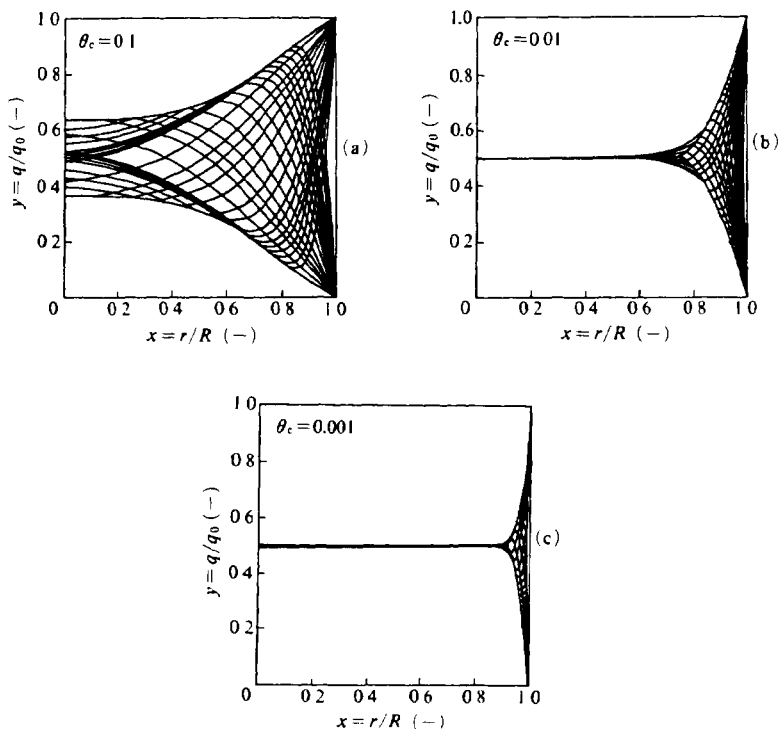 θc=0 1
1 0
0 8
0 6
0 4
0 2
0
y = q/q0 (—)
0 2 0 4 0 6 0 8 1 0
x = r/R (—)
(a)
θc=0 01
1 0
0 8
0 6
0 4
0 2
0
y = q/q0 (—)
0 2 0 4 0 6 0 8 1 0
x = r/R (—)
(b)
θc=0.001
1 0
0 8
0 6
0 4
0 2
0
y = q/q0 (—)
0 2 0 4 0 6 0 8 1 0
x = r/R (—)
(c)